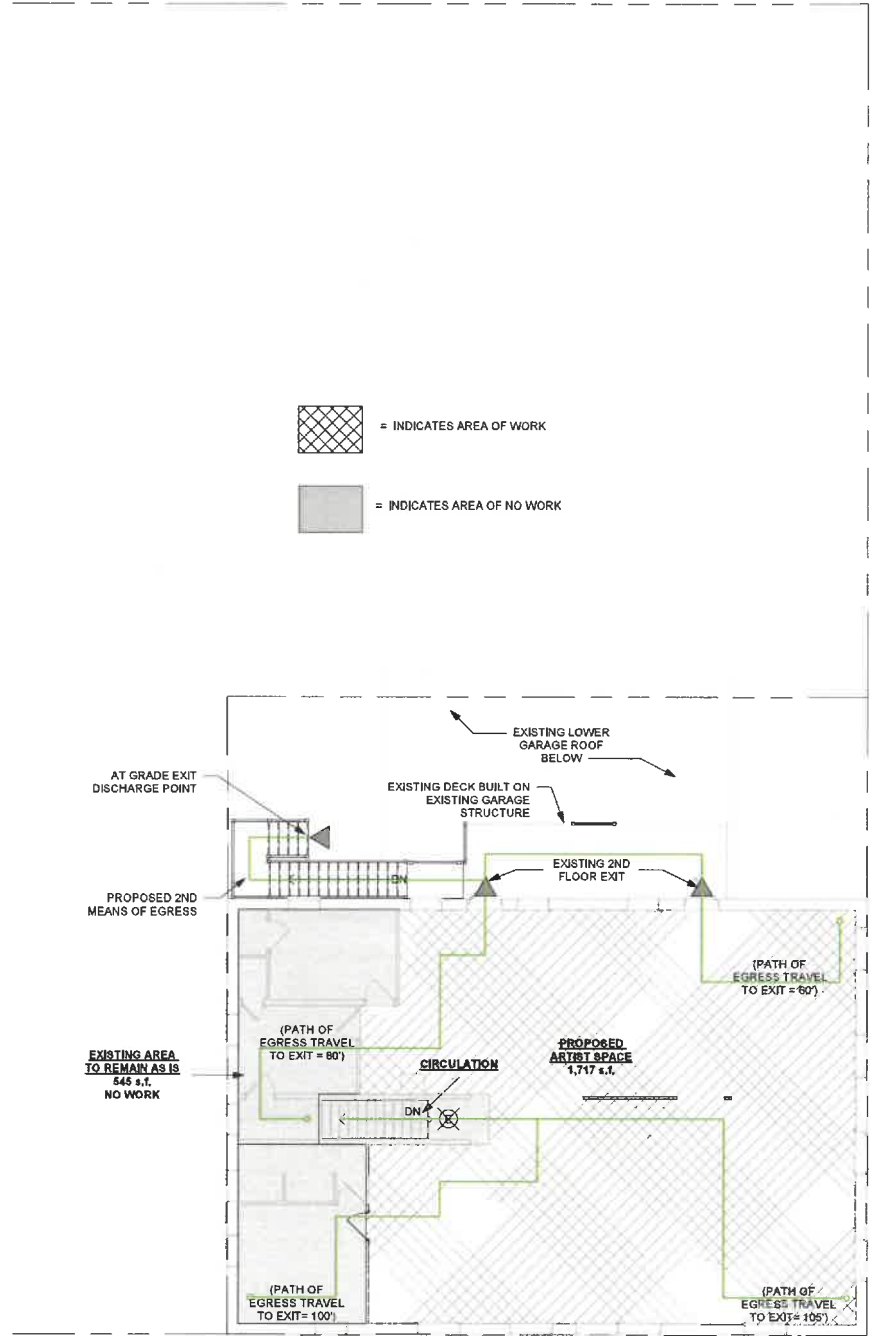 = INDICATES AREA OF WORK
= INDICATES AREA OF NO WORK
EXISTING LOWER
GARAGE ROOF
BELOW
AT GRADE EXIT
DISCHARGE POINT
EXISTING DECK BUILT ON
EXISTING GARAGE
STRUCTURE
EXISTING 2ND
FLOOR EXIT
DN
PROPOSED 2ND
MEANS OF EGRESS
(PATH OF
EGRESS TRAVEL
TO EXIT = 60')
(PATH OF
EGRESS TRAVEL
TO EXIT = 80')
EXISTING AREA
TO REMAIN AS IS
545 s.f.
NO WORK
CIRCULATION
PROPOSED
ARTIST SPACE
1,717 s.f.
DN
(PATH OF
EGRESS TRAVEL
TO EXIT= 100')
(PATH OF
EGRESS TRAVEL
TO EXIT= 105')